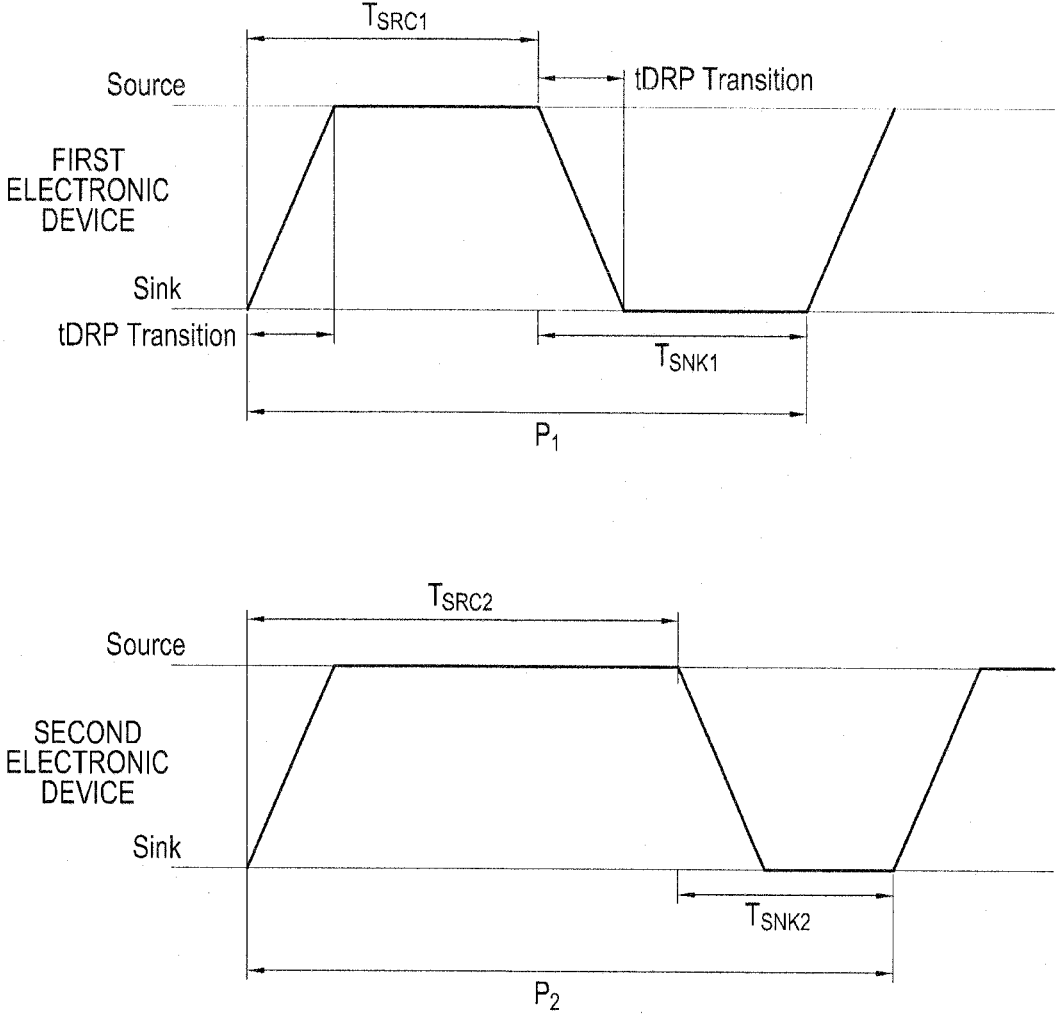 TSRC1
tDRP Transition
Source
FIRST
ELECTRONIC
DEVICE
Sink
tDRP Transition
TSNK1
P1
TSRC2
Source
SECOND
ELECTRONIC
DEVICE
Sink
TSNK2
P2